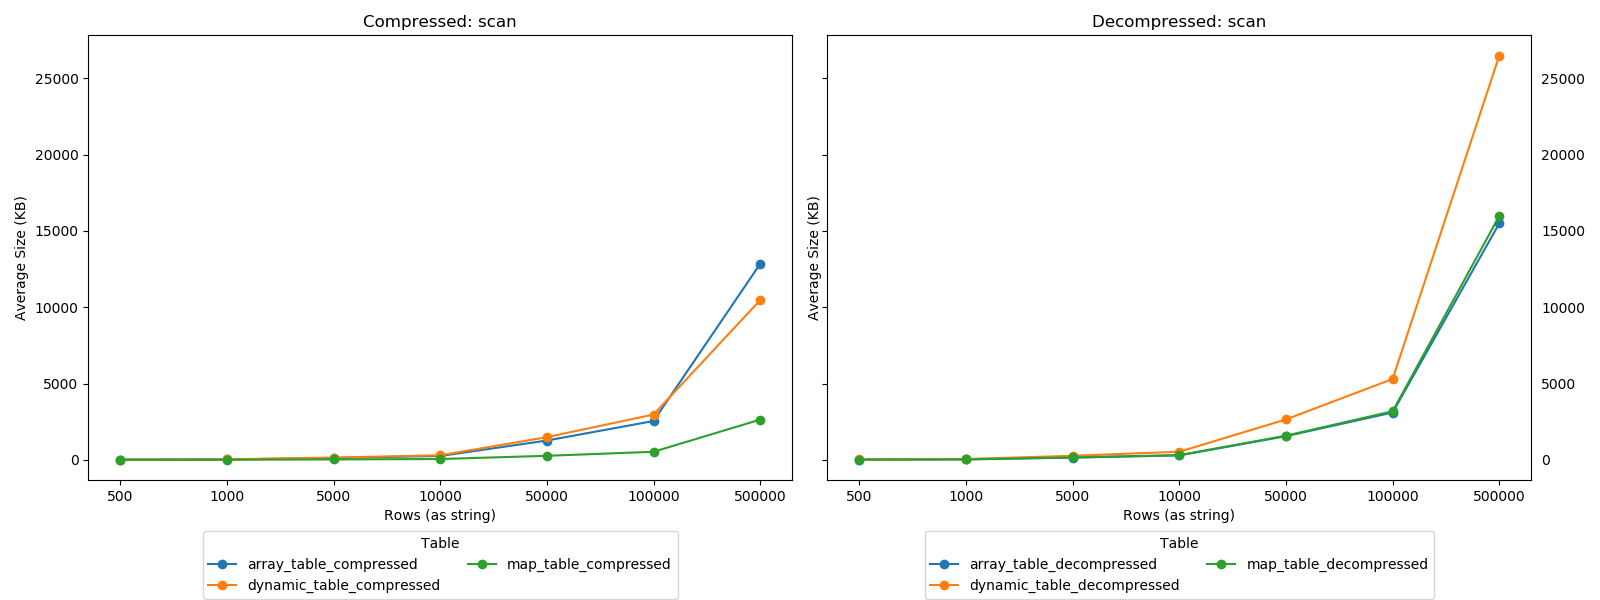 Compressed: scan
Average Size (KB)
25000
20000
15000
10000
5000
0
500 1000 5000 10000 50000 100000 500000
Rows (as string)
Table
array_table_compressed map_table_compressed
dynamic_table_compressed
Decompressed: scan
Average Size (KB)
25000
20000
15000
10000
5000
0
500 1000 5000 10000 50000 100000 500000
Rows (as string)
Table
array_table_decompressed map_table_decompressed
dynamic_table_decompressed